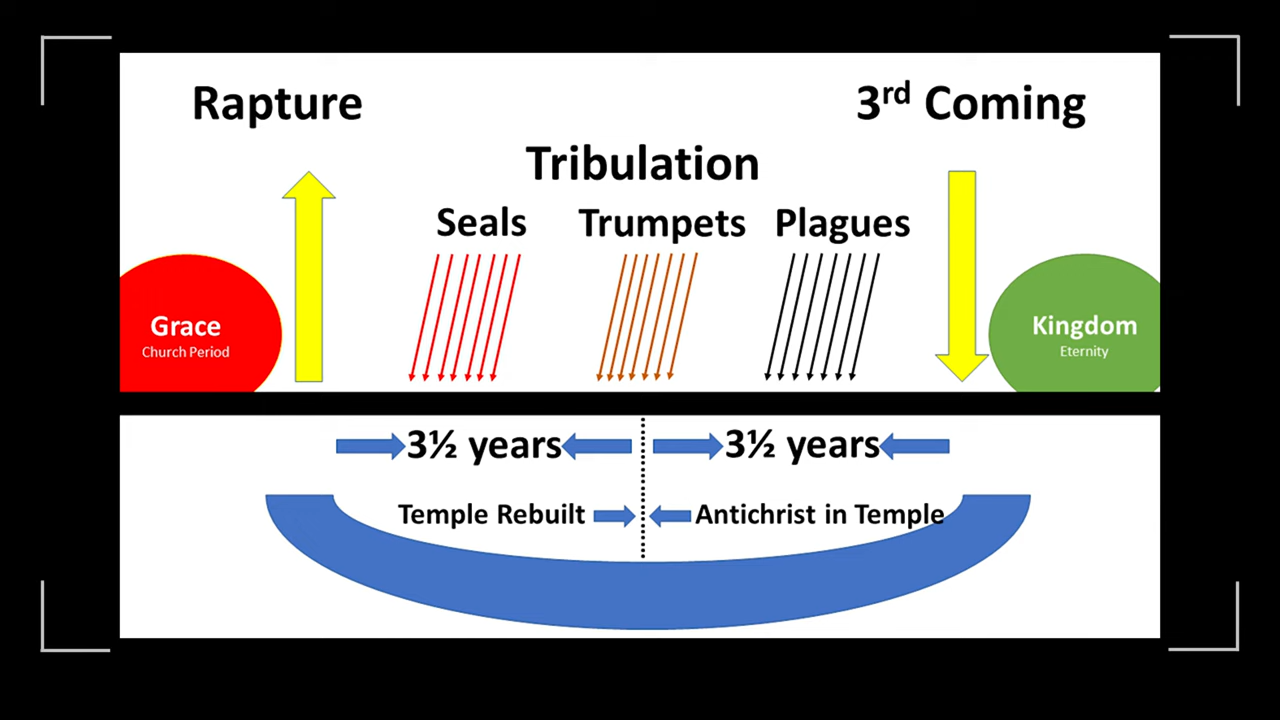 Rapture
3rd Coming
Tribulation
Seals
Trumpets
Plagues
Grace
Church Period
Kingdom
Eternity
3½ years
3½ years
Temple Rebuilt
Antichrist in Temple